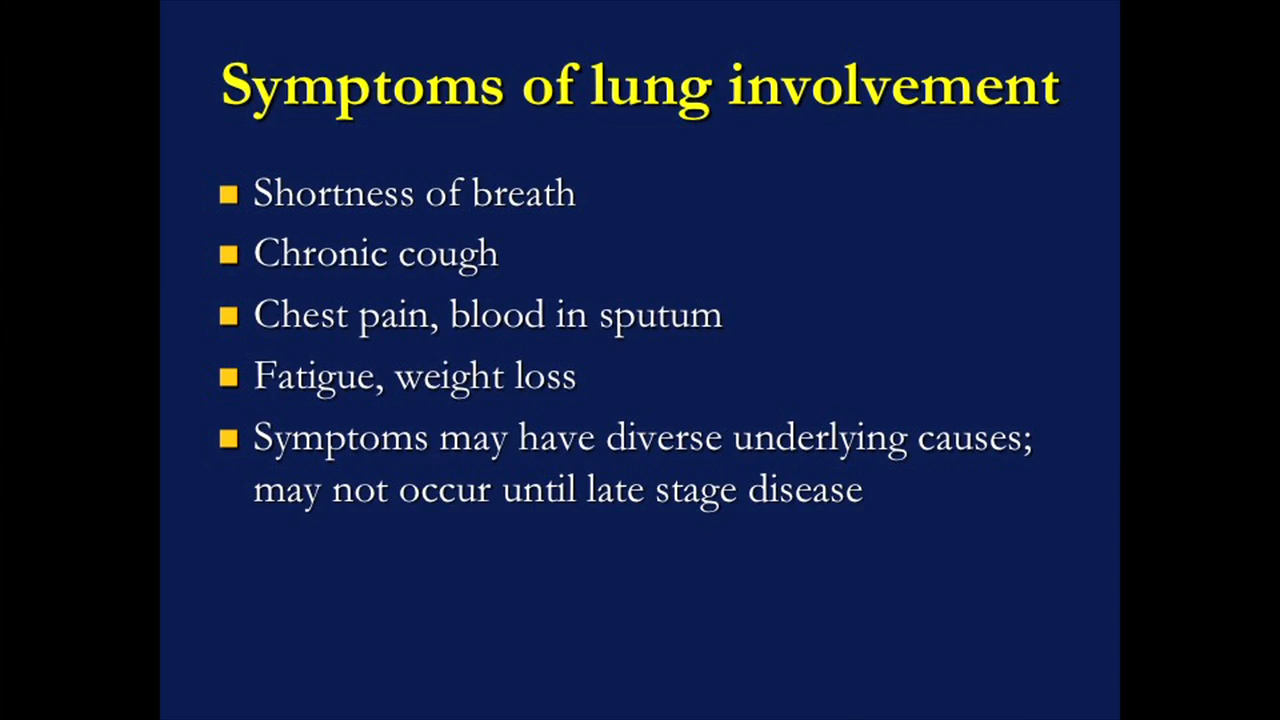 Symptoms of lung involvement
Shortness of breath
Chronic cough
Chest pain, blood in sputum
Fatigue, weight loss
Symptoms may have diverse underlying causes;
may not occur until late stage disease